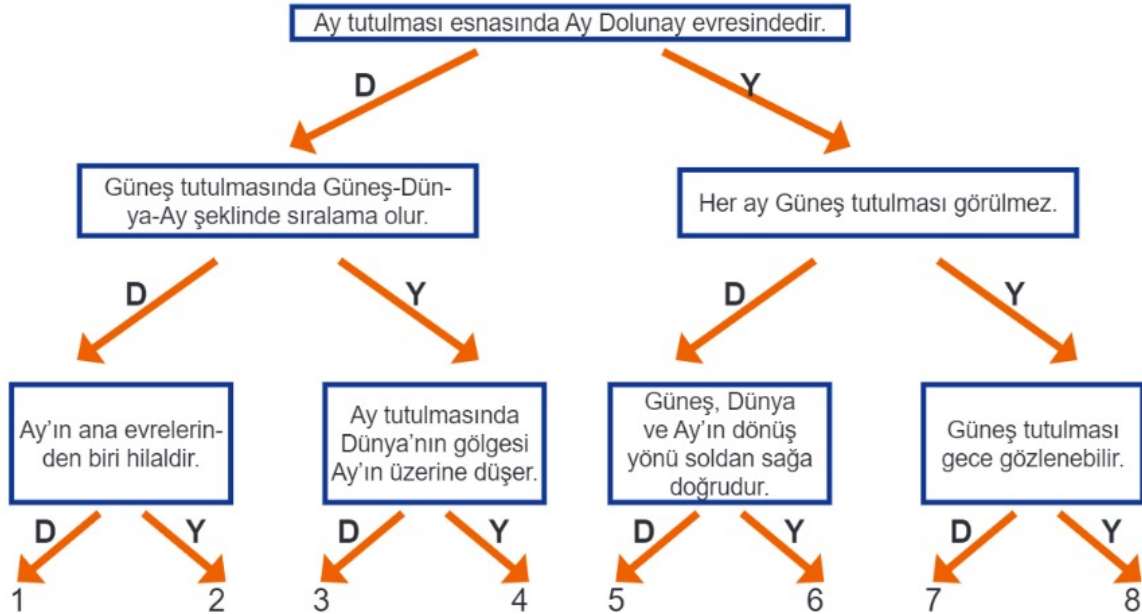 Ay tutulması esnasında Ay Dolunay evresindedir.
D
Y
Güneş tutulmasında Güneş-Dün-
ya-Ay şeklinde sıralama olur.
Her ay Güneş tutulması görülmez.
D
Y
D
Y
Ay'ın ana evrelerin-
den biri hilaldir.
Ay tutulmasında
Dünya'nın gölgesi
Ay'ın üzerine düşer.
Güneş, Dünya
ve Ay'ın dönüş
yönü soldan sağa
doğrudur.
Güneş tutulması
gece gözlenebilir.
D
Y
D
Y
D
Y
D
Y
1
2
3
4
5
6
7
8